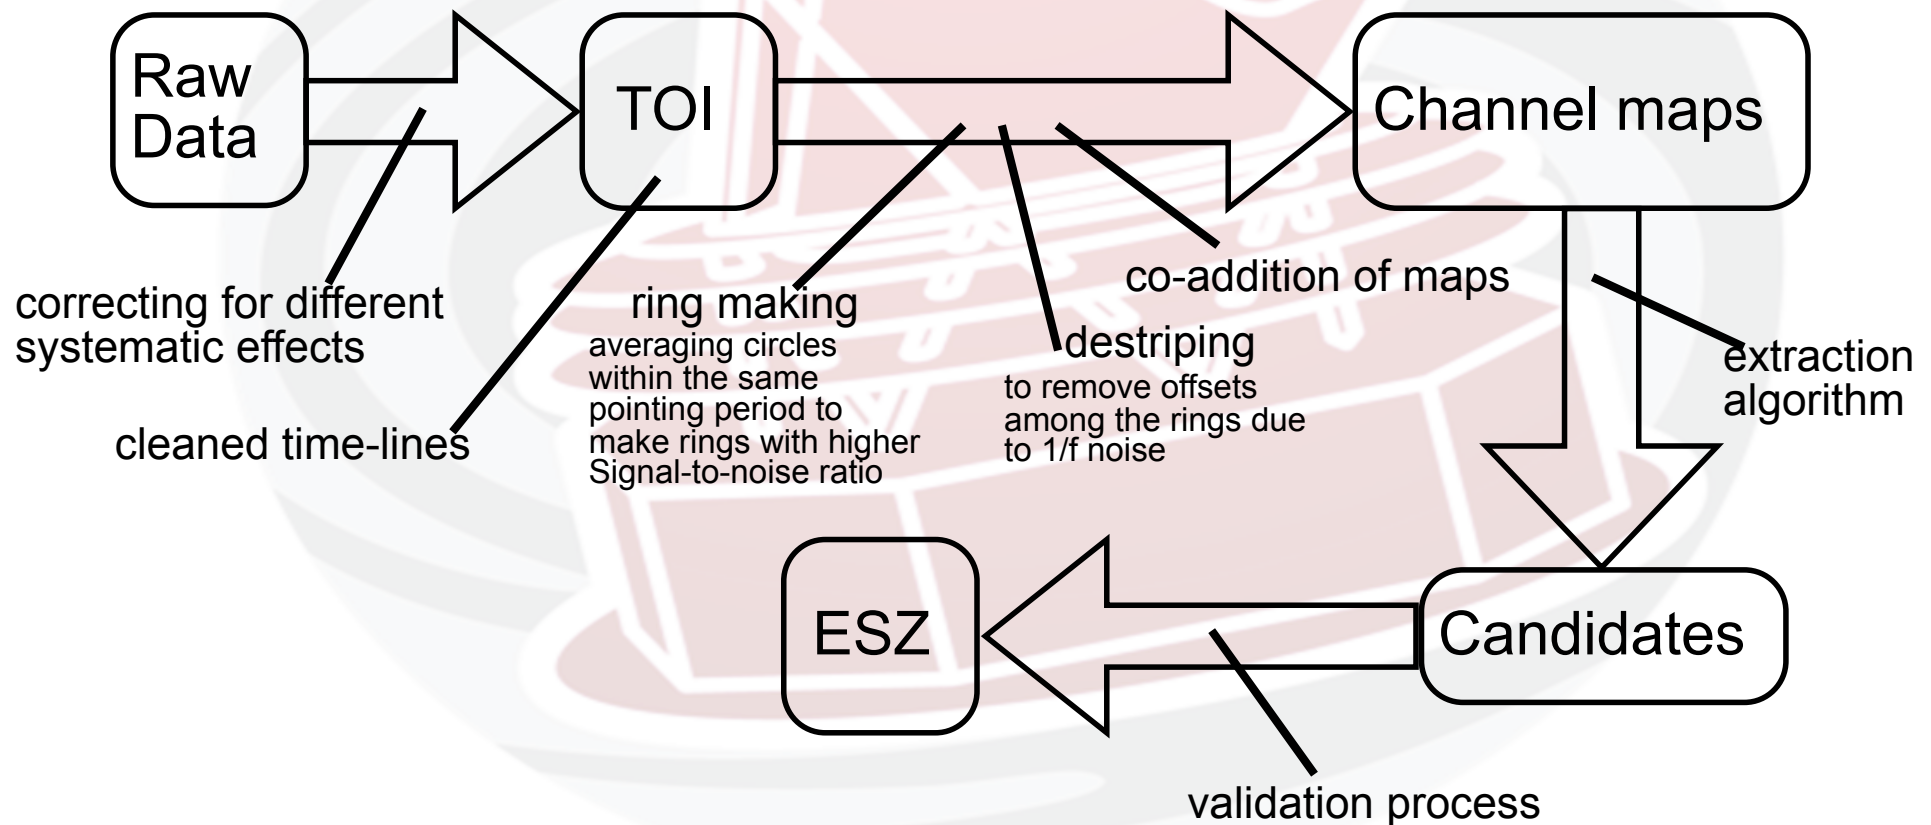 Raw
Data
TOI
Channel maps
correcting for different
systematic effects
cleaned time-lines
ring making
averaging circles
within the same
pointing period to
make rings with higher
Signal-to-noise ratio
destriping
to remove offsets
among the rings due
to 1/f noise
co-addition of maps
extraction
algorithm
Candidates
ESZ
validation process